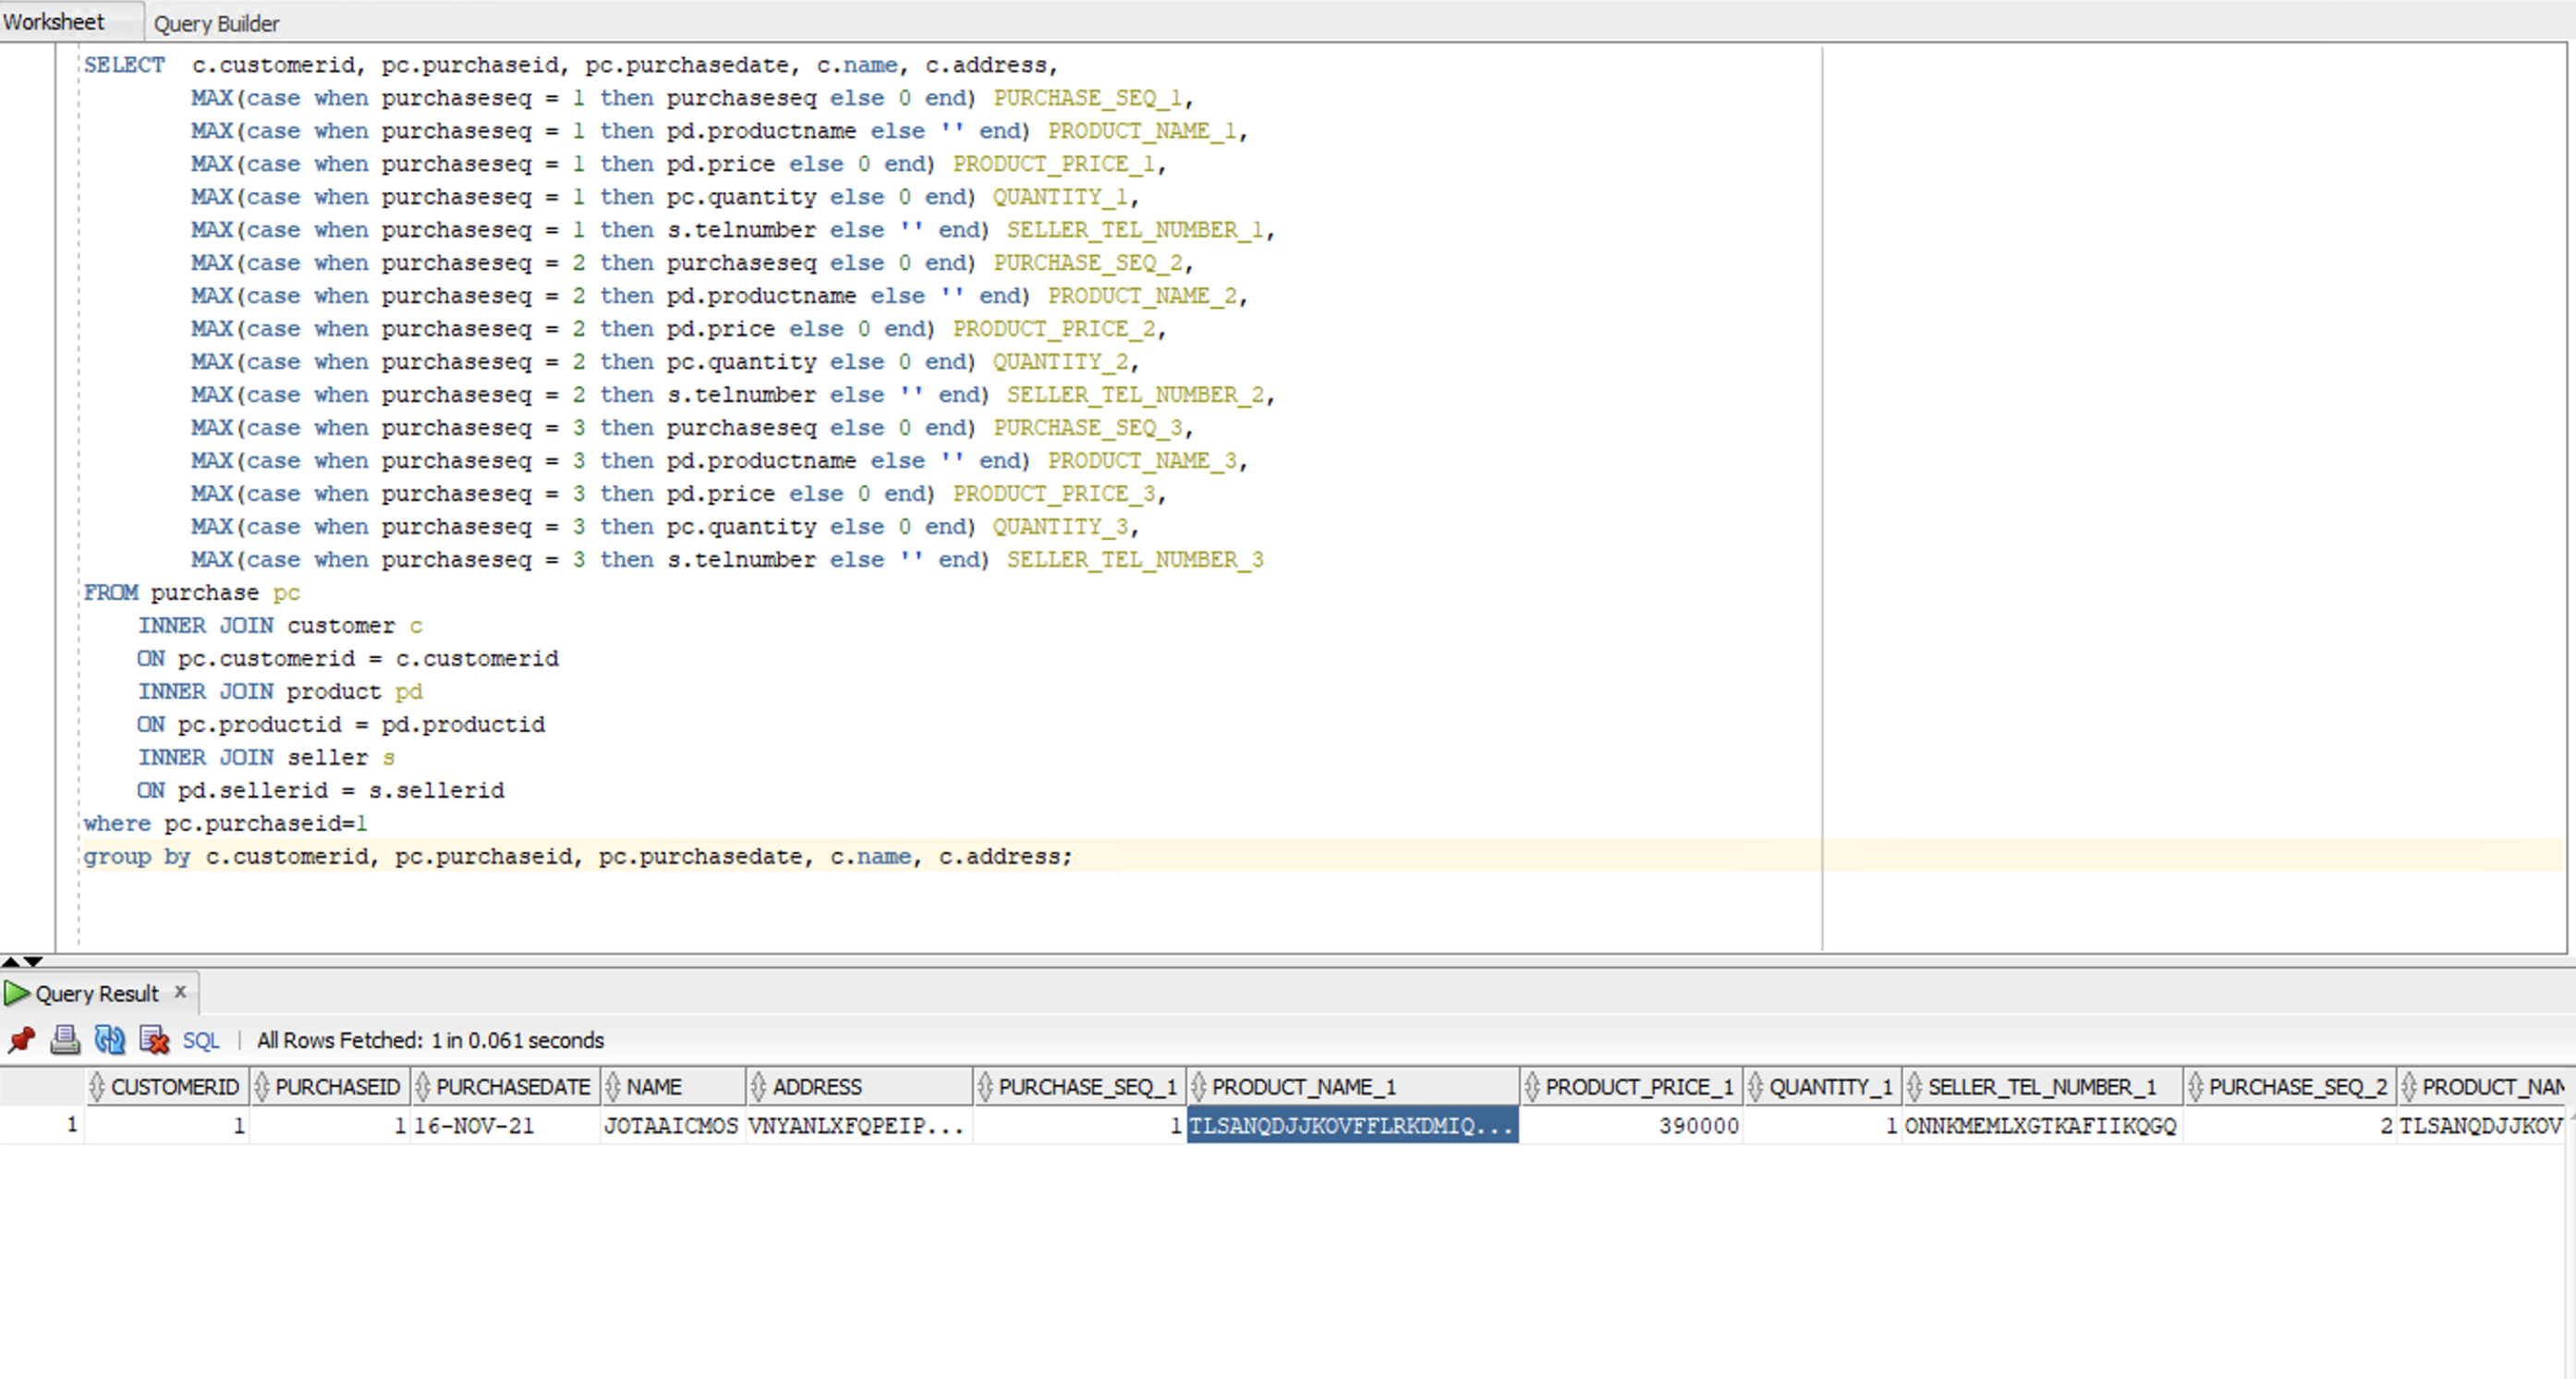 Worksheet Query Builder
SELECT c.customerid, pc.purchaseid, pc.purchasedate, c.name, c.address,
MAX(case when purchaseseq = 1 then purchaseseq else 0 end) PURCHASE_SEQ_1,
MAX(case when purchaseseq = 1 then pd.productname else '' end) PRODUCT_NAME_1,
MAX(case when purchaseseq = 1 then pd.price else 0 end) PRODUCT_PRICE_1,
MAX(case when purchaseseq = 1 then pc.quantity else 0 end) QUANTITY_1,
MAX(case when purchaseseq = 1 then s.telnumber else '' end) SELLER_TEL_NUMBER_1,
MAX(case when purchaseseq = 2 then purchaseseq else 0 end) PURCHASE_SEQ_2,
MAX(case when purchaseseq = 2 then pd.productname else '' end) PRODUCT_NAME_2,
MAX(case when purchaseseq = 2 then pd.price else 0 end) PRODUCT_PRICE_2,
MAX(case when purchaseseq = 2 then pc.quantity else 0 end) QUANTITY_2,
MAX(case when purchaseseq = 2 then s.telnumber else '' end) SELLER_TEL_NUMBER_2,
MAX(case when purchaseseq = 3 then purchaseseq else 0 end) PURCHASE_SEQ_3,
MAX(case when purchaseseq = 3 then pd.productname else '' end) PRODUCT_NAME_3,
MAX(case when purchaseseq = 3 then pd.price else 0 end) PRODUCT_PRICE_3,
MAX(case when purchaseseq = 3 then pc.quantity else 0 end) QUANTITY_3,
MAX(case when purchaseseq = 3 then s.telnumber else '' end) SELLER_TEL_NUMBER_3
FROM purchase pc
INNER JOIN customer c
ON pc.customerid = c.customerid
INNER JOIN product pd
ON pc.productid = pd.productid
INNER JOIN seller s
ON pd.sellerid = s.sellerid
where pc.purchaseid=1
group by c.customerid, pc.purchaseid, pc.purchasedate, c.name, c.address;
Query Result x
SQL | All Rows Fetched: 1 in 0.061 seconds
CUSTOMERID PURCHASEID PURCHASEDATE NAME ADDRESS PURCHASE_SEQ_1 PRODUCT_NAME_1 PRODUCT_PRICE_1 QUANTITY_1 SELLER_TEL_NUMBER_1 PURCHASE_SEQ_2 PRODUCT_NAM
1 1 1 16-NOV-21 JOTAAICMOS VNYANLXFQPEIP... 1 TLSANQDJJKOVFFLRKDMIQ... 390000 1 ONNKMEMLXGTKAFIIKQGQ 2 TLSANQDJJKOV